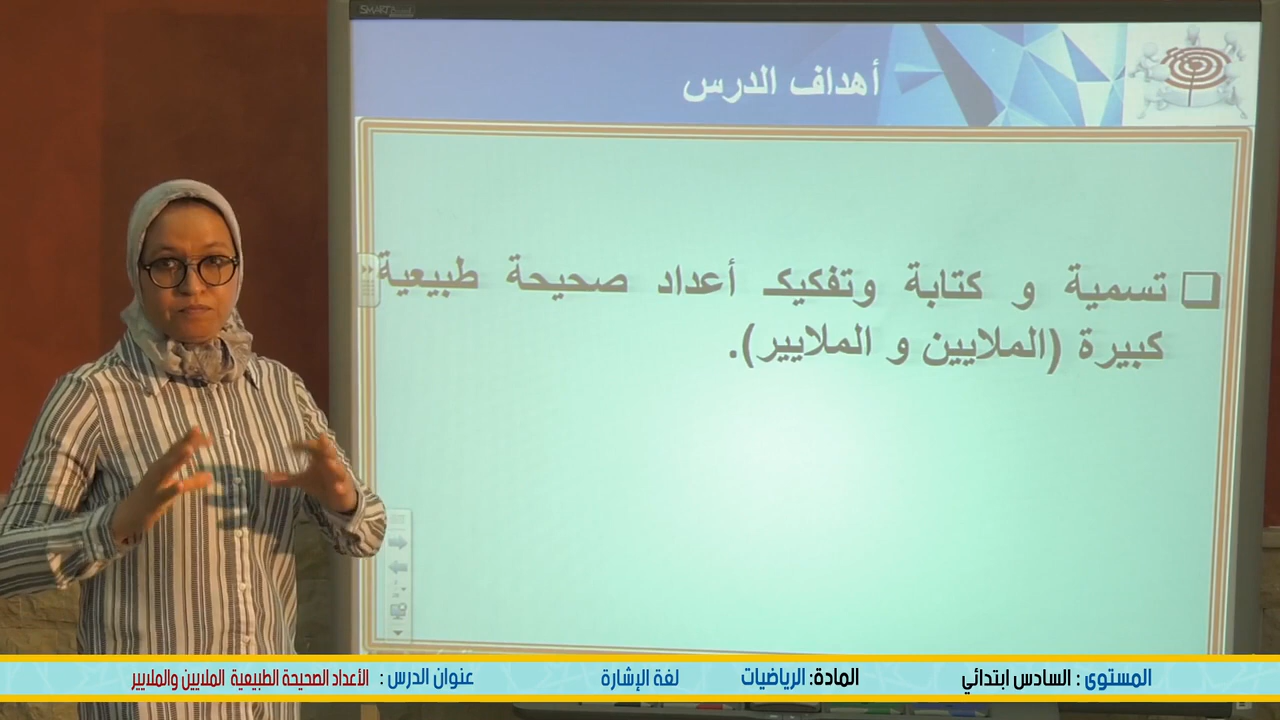 SMART
أهداف الدرس
تسمية و كتابة وتفكيك أعداد صحيحة طبيعية
كبيرة (الملايين و الملايير).
المستوى : السادس ابتدائي
المادة: الرياضيات
لغة الإشارة
عنوان الدرس : الأعداد الصحيحة الطبيعية الملايين والملايير